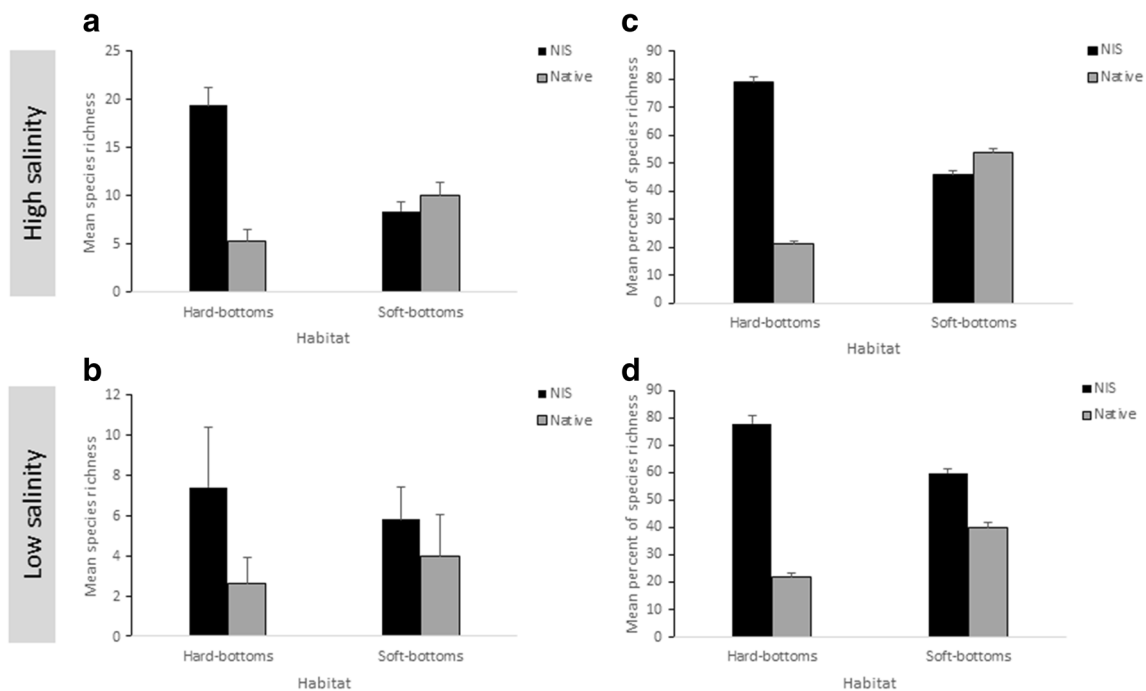 High salinity
a
Mean species richness
25
20
15
10
5
0
NIS
Native
Hard-bottoms Soft-bottoms
Habitat
c
Mean percent of species richness
90
80
70
60
50
40
30
20
10
0
NIS
Native
Hard-bottoms Soft-bottoms
Habitat
Low salinity
b
Mean species richness
12
10
8
6
4
2
0
NIS
Native
Hard-bottoms Soft-bottoms
Habitat
d
Mean percent of species richness
90
80
70
60
50
40
30
20
10
0
NIS
Native
Hard-bottoms Soft-bottoms
Habitat